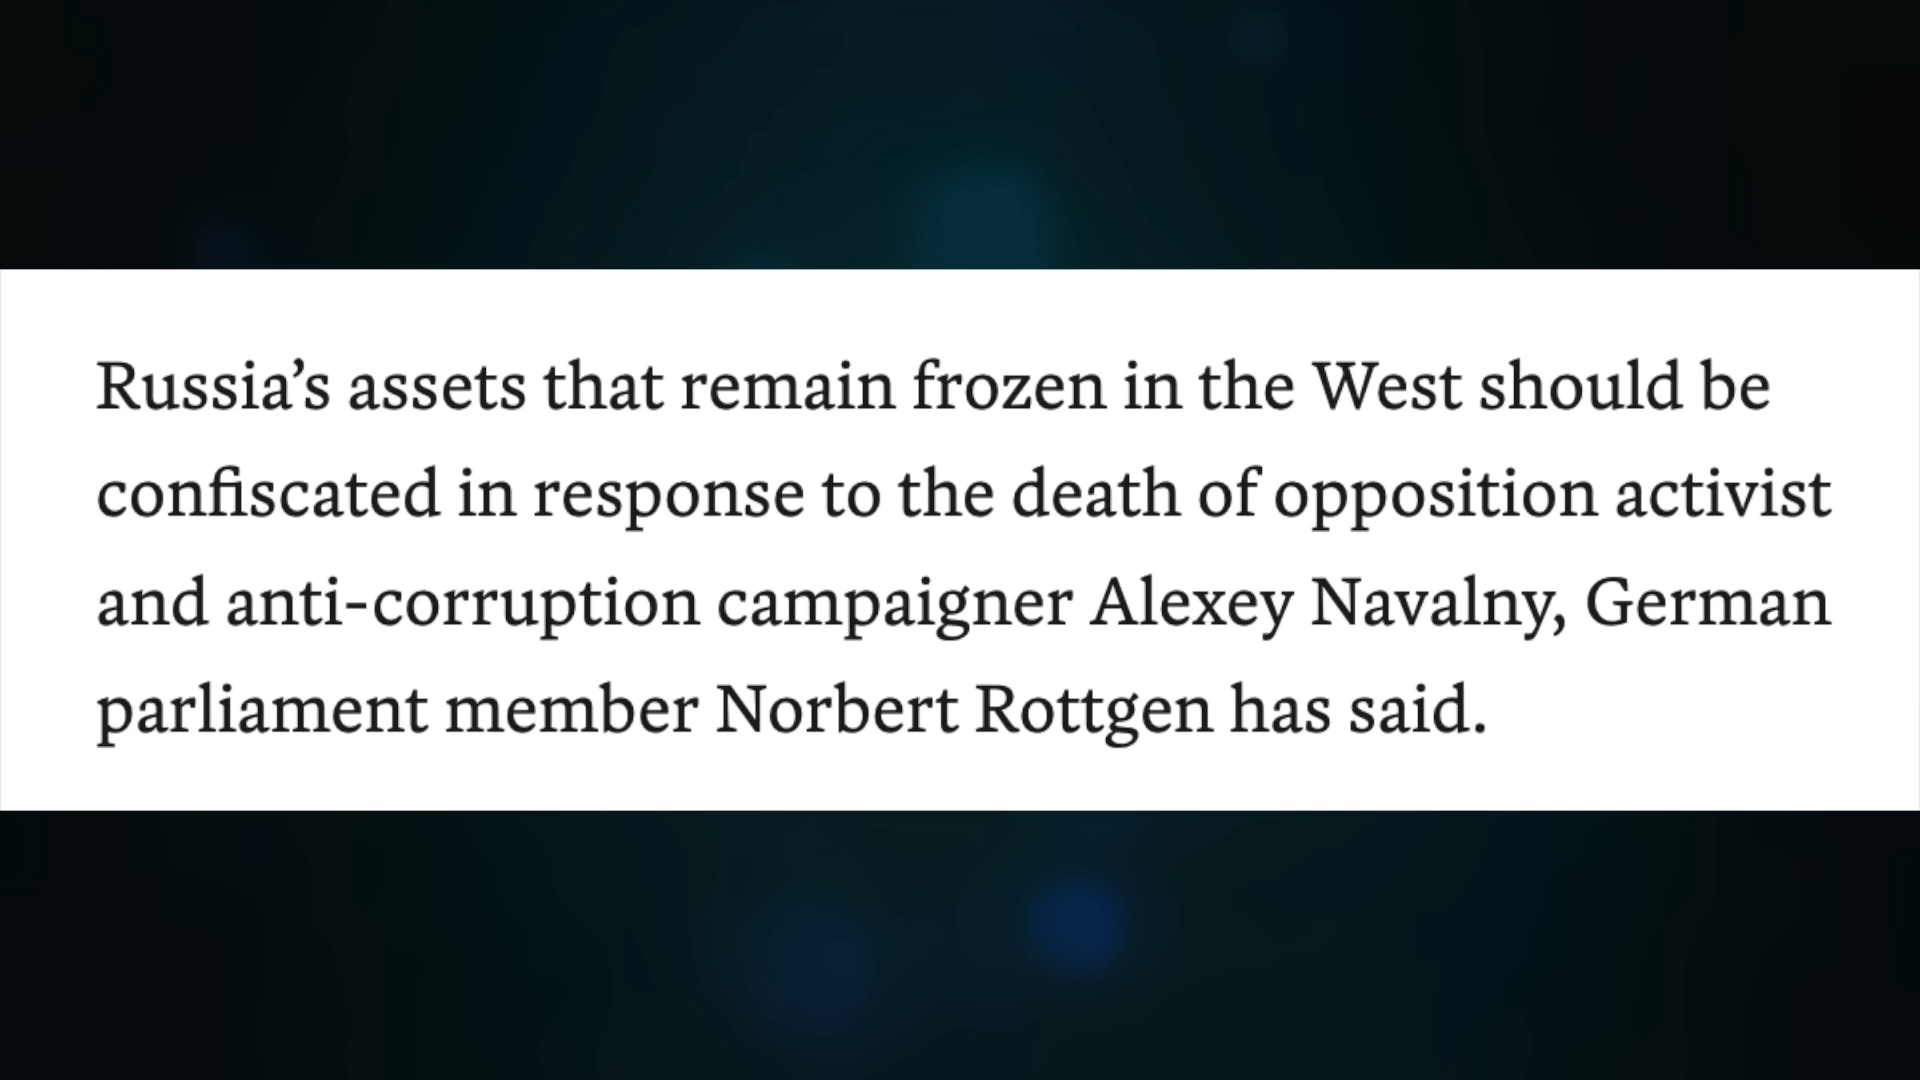 Russia’s assets that remain frozen in the West should be
confiscated in response to the death of opposition activist
and anti-corruption campaigner Alexey Navalny, German
parliament member Norbert Rottgen has said.